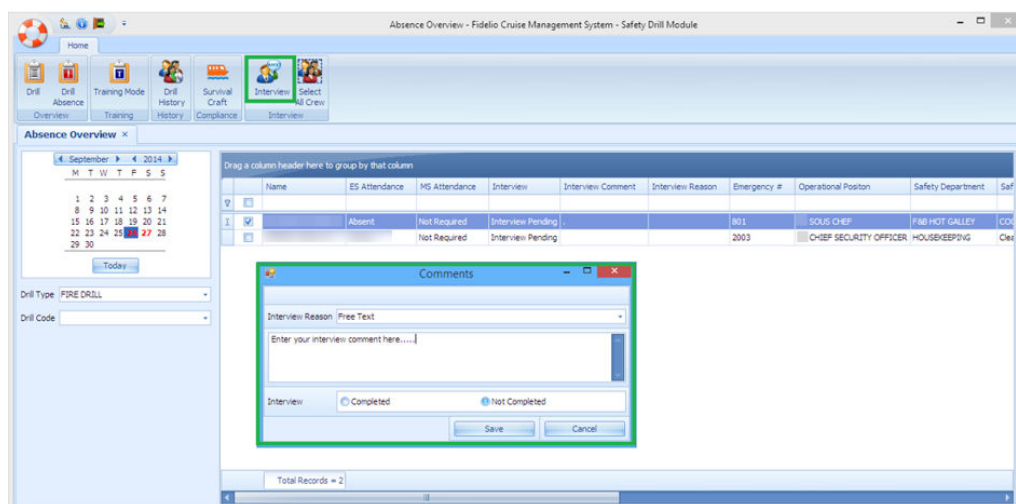 Absence Overview - Fidelio Cruise Management System - Safety Drill Module
Home
Drill
Drill Absence
Training Mode
Drill History
Survival Craft
Interview
Select All Crew
Overview
Training
History
Compliance
Interview
Absence Overview ×
September 2014
M T W T F S S
1 2 3 4 5 6 7
8 9 10 11 12 13 14
15 16 17 18 19 20 21
22 23 24 25 26 27 28
29 30
Today
Drill Type FIRE DRILL
Drill Code
Drag a column header here to group by that column
Name ES Attendance MS Attendance Interview Interview Comment Interview Reason Emergency # Operational Positon Safety Department Saf
Absent Not Required Interview Pending . 801 SOUS CHEF F&B HOT GALLEY COO
Not Required Interview Pending 2003 CHIEF SECURITY OFFICER HOUSEKEEPING Clea
Comments
Interview Reason Free Text
Enter your interview comment here.....
Interview Completed Not Completed
Save Cancel
Total Records = 2